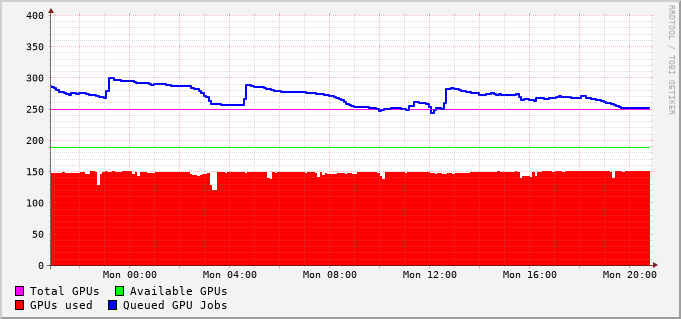 400
350
300
250
200
150
100
50
0
Mon 00:00 Mon 04:00 Mon 08:00 Mon 12:00 Mon 16:00 Mon 20:00
Total GPUs Available GPUs
GPUs used Queued GPU Jobs
RRDTOOL / TOBI OETIKER